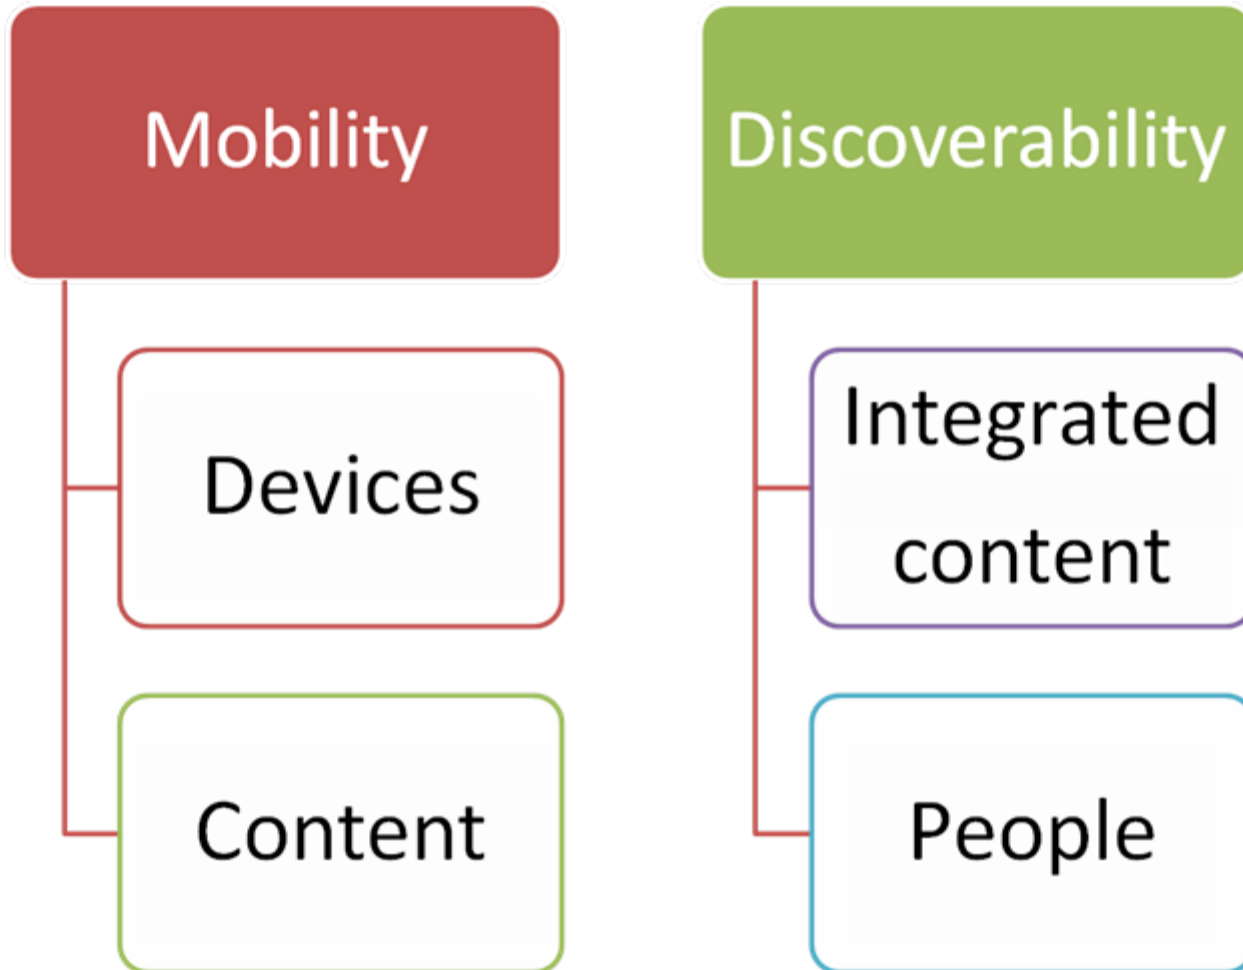 Mobility
Devices
Content
Discoverability
Integrated
content
People